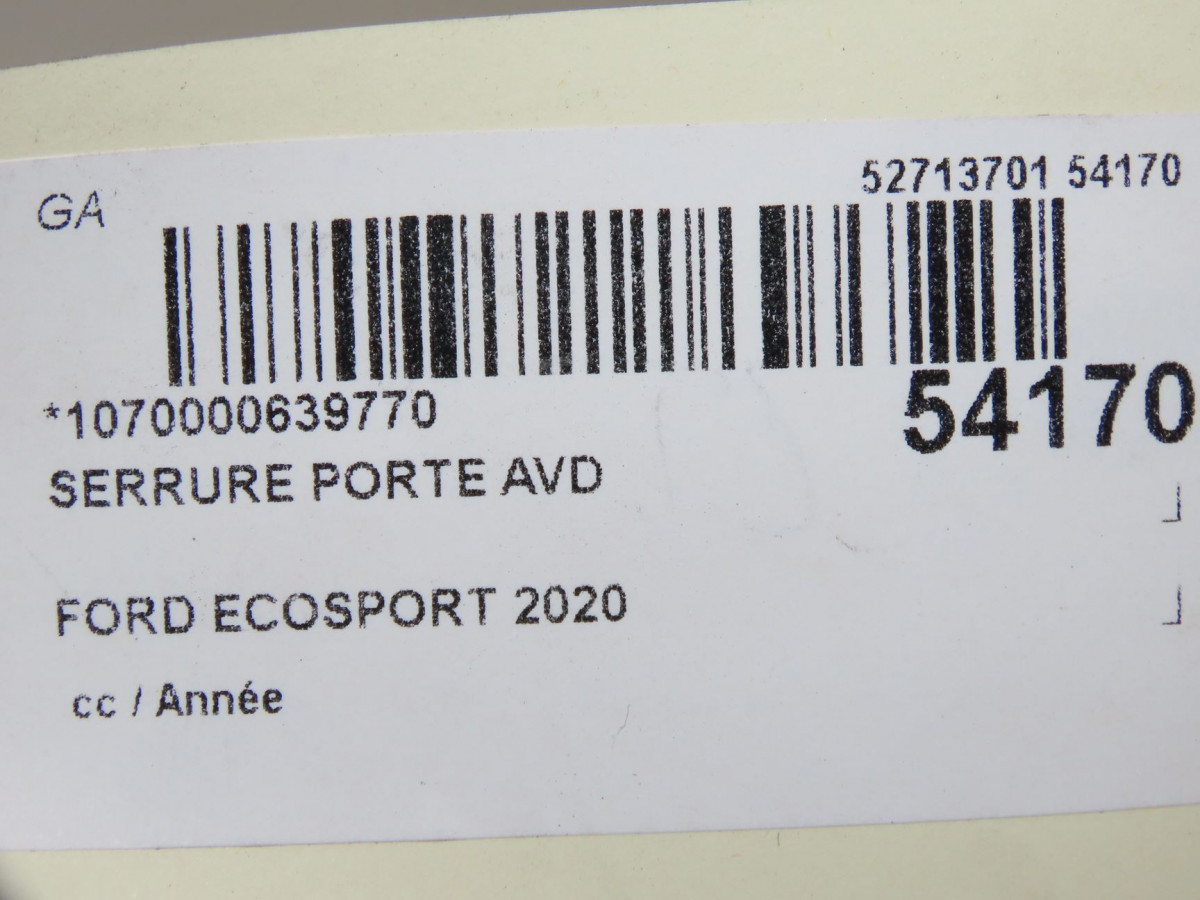 GA
52713701 54170
*1070000639770
54170
SERRURE PORTE AVD
FORD ECOSPORT 2020
cc / Année